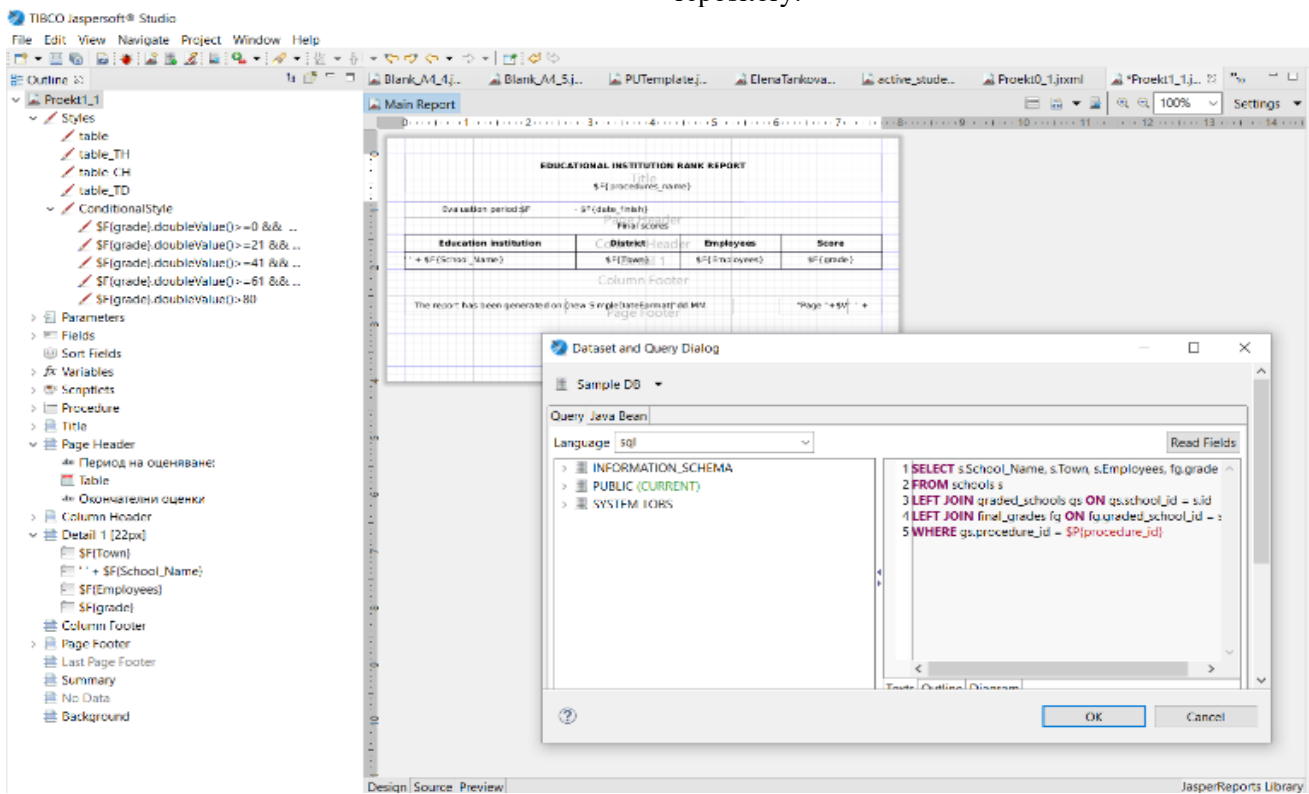 repository.
TIBCO Jaspersoft® Studio
File Edit View Navigate Project Window Help
Outline
Blank_A4_4.j... Blank_A4_5.j... PUTemplate.j... ElenaTankova... active_stude... Proekt0_1.jrxml *Proekt1_1.j...
Main Report
100% Settings
Proekt1_1
Styles
table
table_TH
table_CH
table_TD
ConditionalStyle
$F{grade}.doubleValue()>=0 && ...
$F{grade}.doubleValue()>=21 && ...
$F{grade}.doubleValue()>=41 && ...
$F{grade}.doubleValue()>=61 && ...
$F{grade}.doubleValue()>80
Parameters
Fields
Sort Fields
fx Variables
Scriptlets
Procedure
Title
Page Header
Период на оценяване:
Table
Окончателни оценки
Column Header
Detail 1 [22px]
$F{Town}
' ' + $F{School_Name}
$F{Employees}
$F{grade}
Column Footer
Page Footer
Last Page Footer
Summary
No Data
Background
EDUCATIONAL INSTITUTION RANK REPORT
Title
$F{procedures_name}
Evaluation period:$F - $F{date_finish}
Page Header
Final scores
Education institution District Employees Score
' + $F{School_Name} $F{Town} $F{Employees} $F{grade}
Column Footer
The report has been generated on (new SimpleDateFormat("dd.MM. "Page "+$V ' ' +
Page Footer
Dataset and Query Dialog
Sample DB
Query Java Bean
Language sql
Read Fields
INFORMATION_SCHEMA
PUBLIC (CURRENT)
SYSTEM_LOBS
1 SELECT s.School_Name, s.Town, s.Employees, fg.grade
2 FROM schools s
3 LEFT JOIN graded_schools gs ON gs.school_id = s.id
4 LEFT JOIN final_grades fg ON fg.graded_school_id = s
5 WHERE gs.procedure_id = $P{procedure_id}
Texts Outline Diagram
OK Cancel
Design Source Preview
JasperReports Library